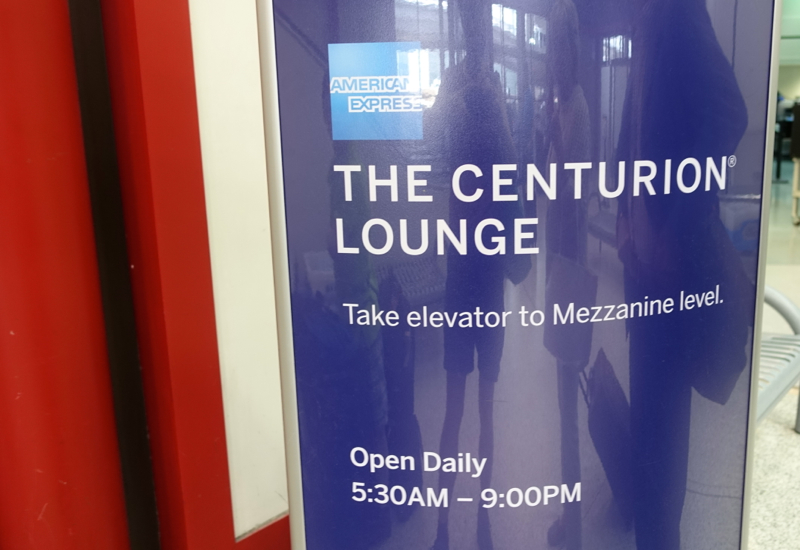 AMERICAN
EXPRESS
THE CENTURION®
LOUNGE
Take elevator to Mezzanine level.
Open Daily
5:30AM – 9:00PM